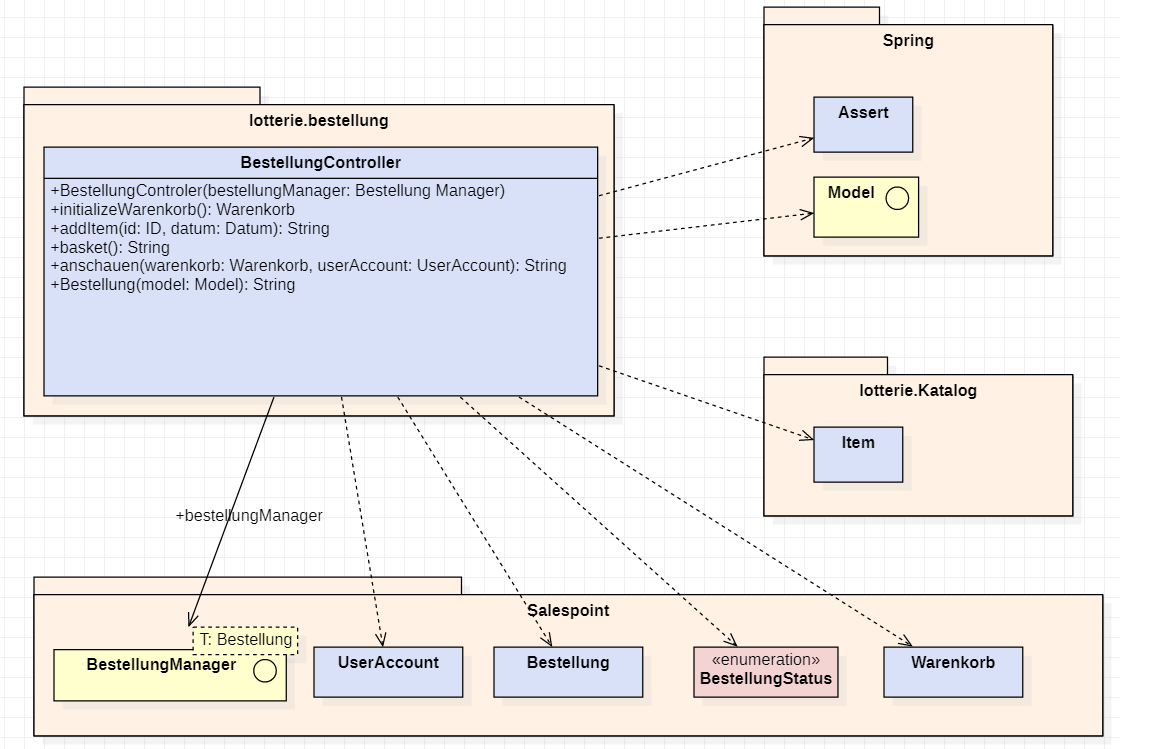 Spring
Assert
Model
lotterie.bestellung
BestellungController
+BestellungControler(bestellungManager: Bestellung Manager)
+initializeWarenkorb(): Warenkorb
+addItem(id: ID, datum: Datum): String
+basket(): String
+anschauen(warenkorb: Warenkorb, userAccount: UserAccount): String
+Bestellung(model: Model): String
lotterie.Katalog
Item
+bestellungManager
Salespoint
T: Bestellung
BestellungManager
UserAccount
Bestellung
«enumeration»
BestellungStatus
Warenkorb